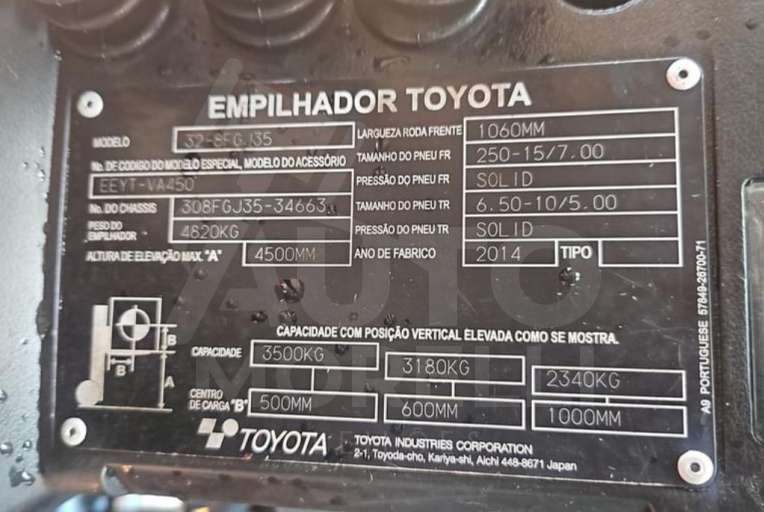 EMPILHADOR TOYOTA
MODELO 32-8FGJ35 LARGUEZA RODA FRENTE 1060MM
No. DE CODIGO DO MODELO ESPECIAL, MODELO DO ACESSÓRIO TAMANHO DO PNEU FR 250-15/7.00
EEYT-VA450 PRESSÃO DO PNEU FR SOLID
No. DO CHASSIS 308FGJ35-34663 TAMANHO DO PNEU TR 6.50-10/5.00
PESO DO EMPILHADOR 4820KG PRESSÃO DO PNEU TR SOLID
ALTURA DE ELEVAÇÃO MAX. "A" 4500MM ANO DE FABRICO 2014 TIPO
CAPACIDADE COM POSIÇÃO VERTICAL ELEVADA COMO SE MOSTRA.
CAPACIDADE 3500KG 3180KG 2340KG
CENTRO DE CARGA "B" 500MM 600MM 1000MM
B
B
A
TOYOTA
TOYOTA INDUSTRIES CORPORATION
2-1, Toyoda-cho, Kariya-shi, Aichi 448-8671 Japan
A9 PORTUGUESE 57849-26700-71
AUTO